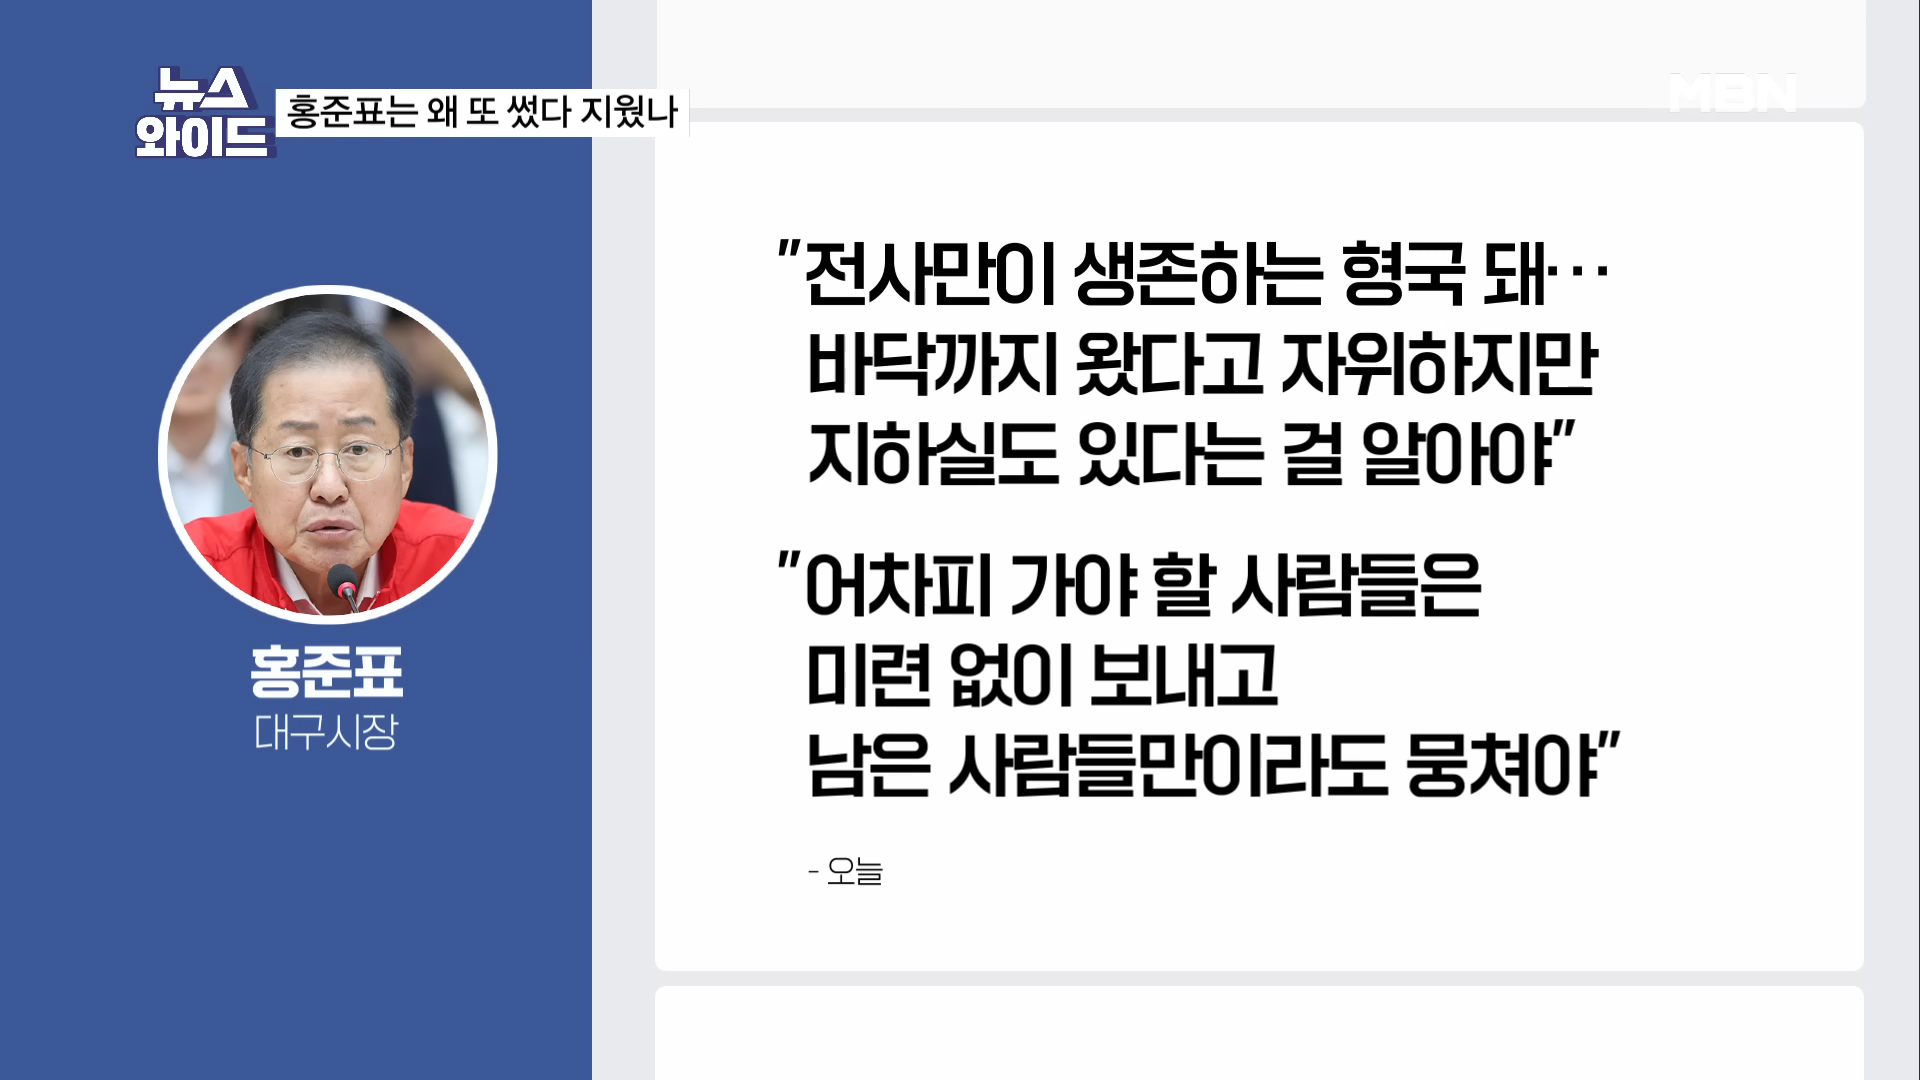 뉴스
와이드
홍준표는 왜 또 썼다 지웠나
MBN
"전사만이 생존하는 형국 돼…
바닥까지 왔다고 자위하지만
지하실도 있다는 걸 알아야"
"어차피 가야 할 사람들은
미련 없이 보내고
남은 사람들만이라도 뭉쳐야"
- 오늘
홍준표
대구시장